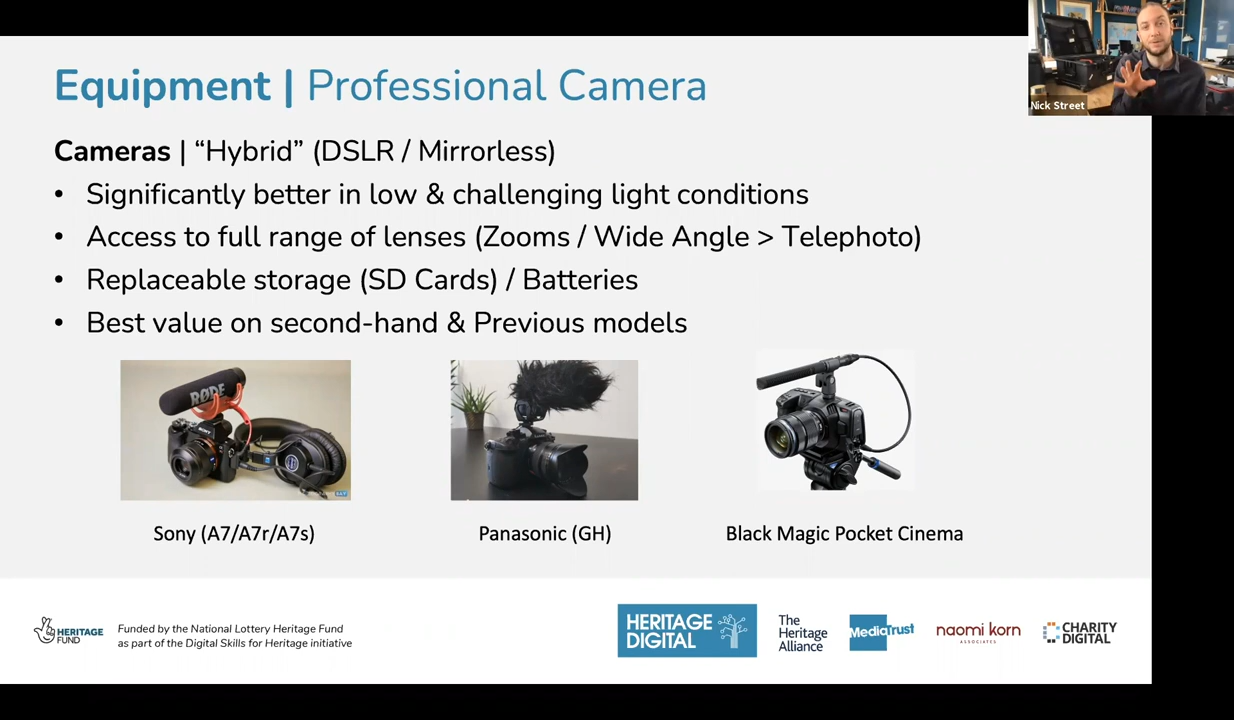 Equipment | Professional Camera
Nick Street
Cameras | “Hybrid” (DSLR / Mirrorless)
• Significantly better in low & challenging light conditions
• Access to full range of lenses (Zooms / Wide Angle > Telephoto)
• Replaceable storage (SD Cards) / Batteries
• Best value on second-hand & Previous models
RØDE
SONY
Sony (A7/A7r/A7s)
Panasonic (GH)
Black Magic Pocket Cinema
HERITAGE
FUND
Funded by the National Lottery Heritage Fund
as part of the Digital Skills for Heritage initiative
HERITAGE
DIGITAL
The
Heritage
Alliance
MediaTrust
naomi korn
ASSOCIATES
CHARITY
DIGITAL